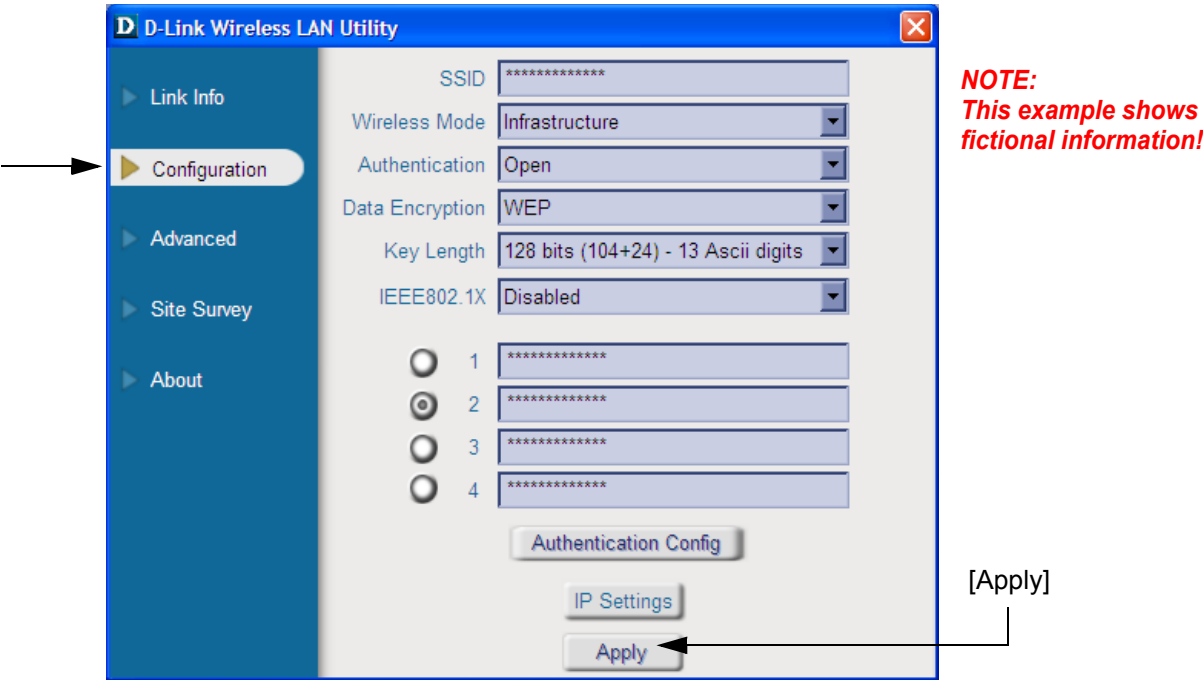 D D-Link Wireless LAN Utility
Link Info
Configuration
Advanced
Site Survey
About
SSID *************
Wireless Mode Infrastructure
Authentication Open
Data Encryption WEP
Key Length 128 bits (104+24) - 13 Ascii digits
IEEE802.1X Disabled
1 *************
2 *************
3 *************
4 *************
Authentication Config
IP Settings
Apply
NOTE:
This example shows
fictional information!
[Apply]